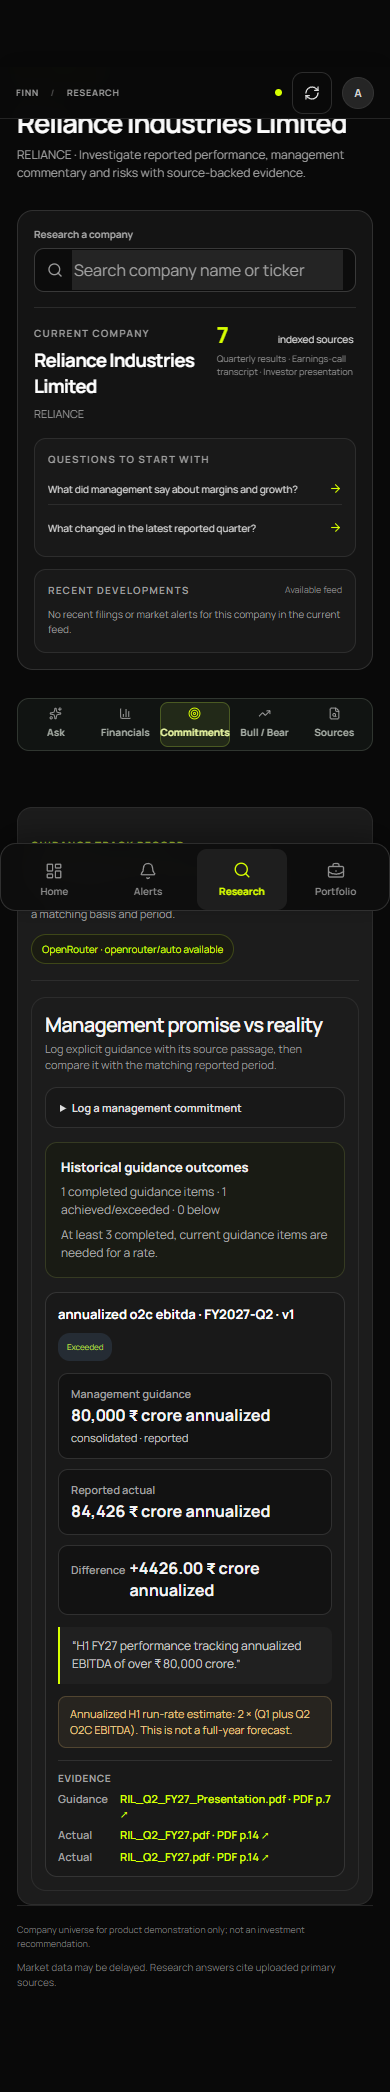 FINN / RESEARCH
A
Reliance Industries Limited
RELIANCE · Investigate reported performance, management
commentary and risks with source-backed evidence.
Research a company
Search company name or ticker
CURRENT COMPANY
Reliance Industries
Limited
RELIANCE
7 indexed sources
Quarterly results · Earnings-call
transcript · Investor presentation
QUESTIONS TO START WITH
What did management say about margins and growth? →
What changed in the latest reported quarter? →
RECENT DEVELOPMENTS Available feed
No recent filings or market alerts for this company in the current
feed.
Ask Financials Commitments Bull / Bear Sources
GUIDANCE TRACK RECORD
Home Alerts Research Portfolio
a matching basis and period.
OpenRouter · openrouter/auto available
Management promise vs reality
Log explicit guidance with its source passage, then
compare it with the matching reported period.
▶ Log a management commitment
Historical guidance outcomes
1 completed guidance items · 1
achieved/exceeded · 0 below
At least 3 completed, current guidance items are
needed for a rate.
annualized o2c ebitda · FY2027-Q2 · v1
Exceeded
Management guidance
80,000 ₹ crore annualized
consolidated · reported
Reported actual
84,426 ₹ crore annualized
Difference +4426.00 ₹ crore
annualized
"H1 FY27 performance tracking annualized
EBITDA of over ₹ 80,000 crore."
Annualized H1 run-rate estimate: 2 × (Q1 plus Q2
O2C EBITDA). This is not a full-year forecast.
EVIDENCE
Guidance RIL_Q2_FY27_Presentation.pdf · PDF p.7
↗
Actual RIL_Q2_FY27.pdf · PDF p.14 ↗
Actual RIL_Q2_FY27.pdf · PDF p.14 ↗
Company universe for product demonstration only; not an investment
recommendation.
Market data may be delayed. Research answers cite uploaded primary
sources.